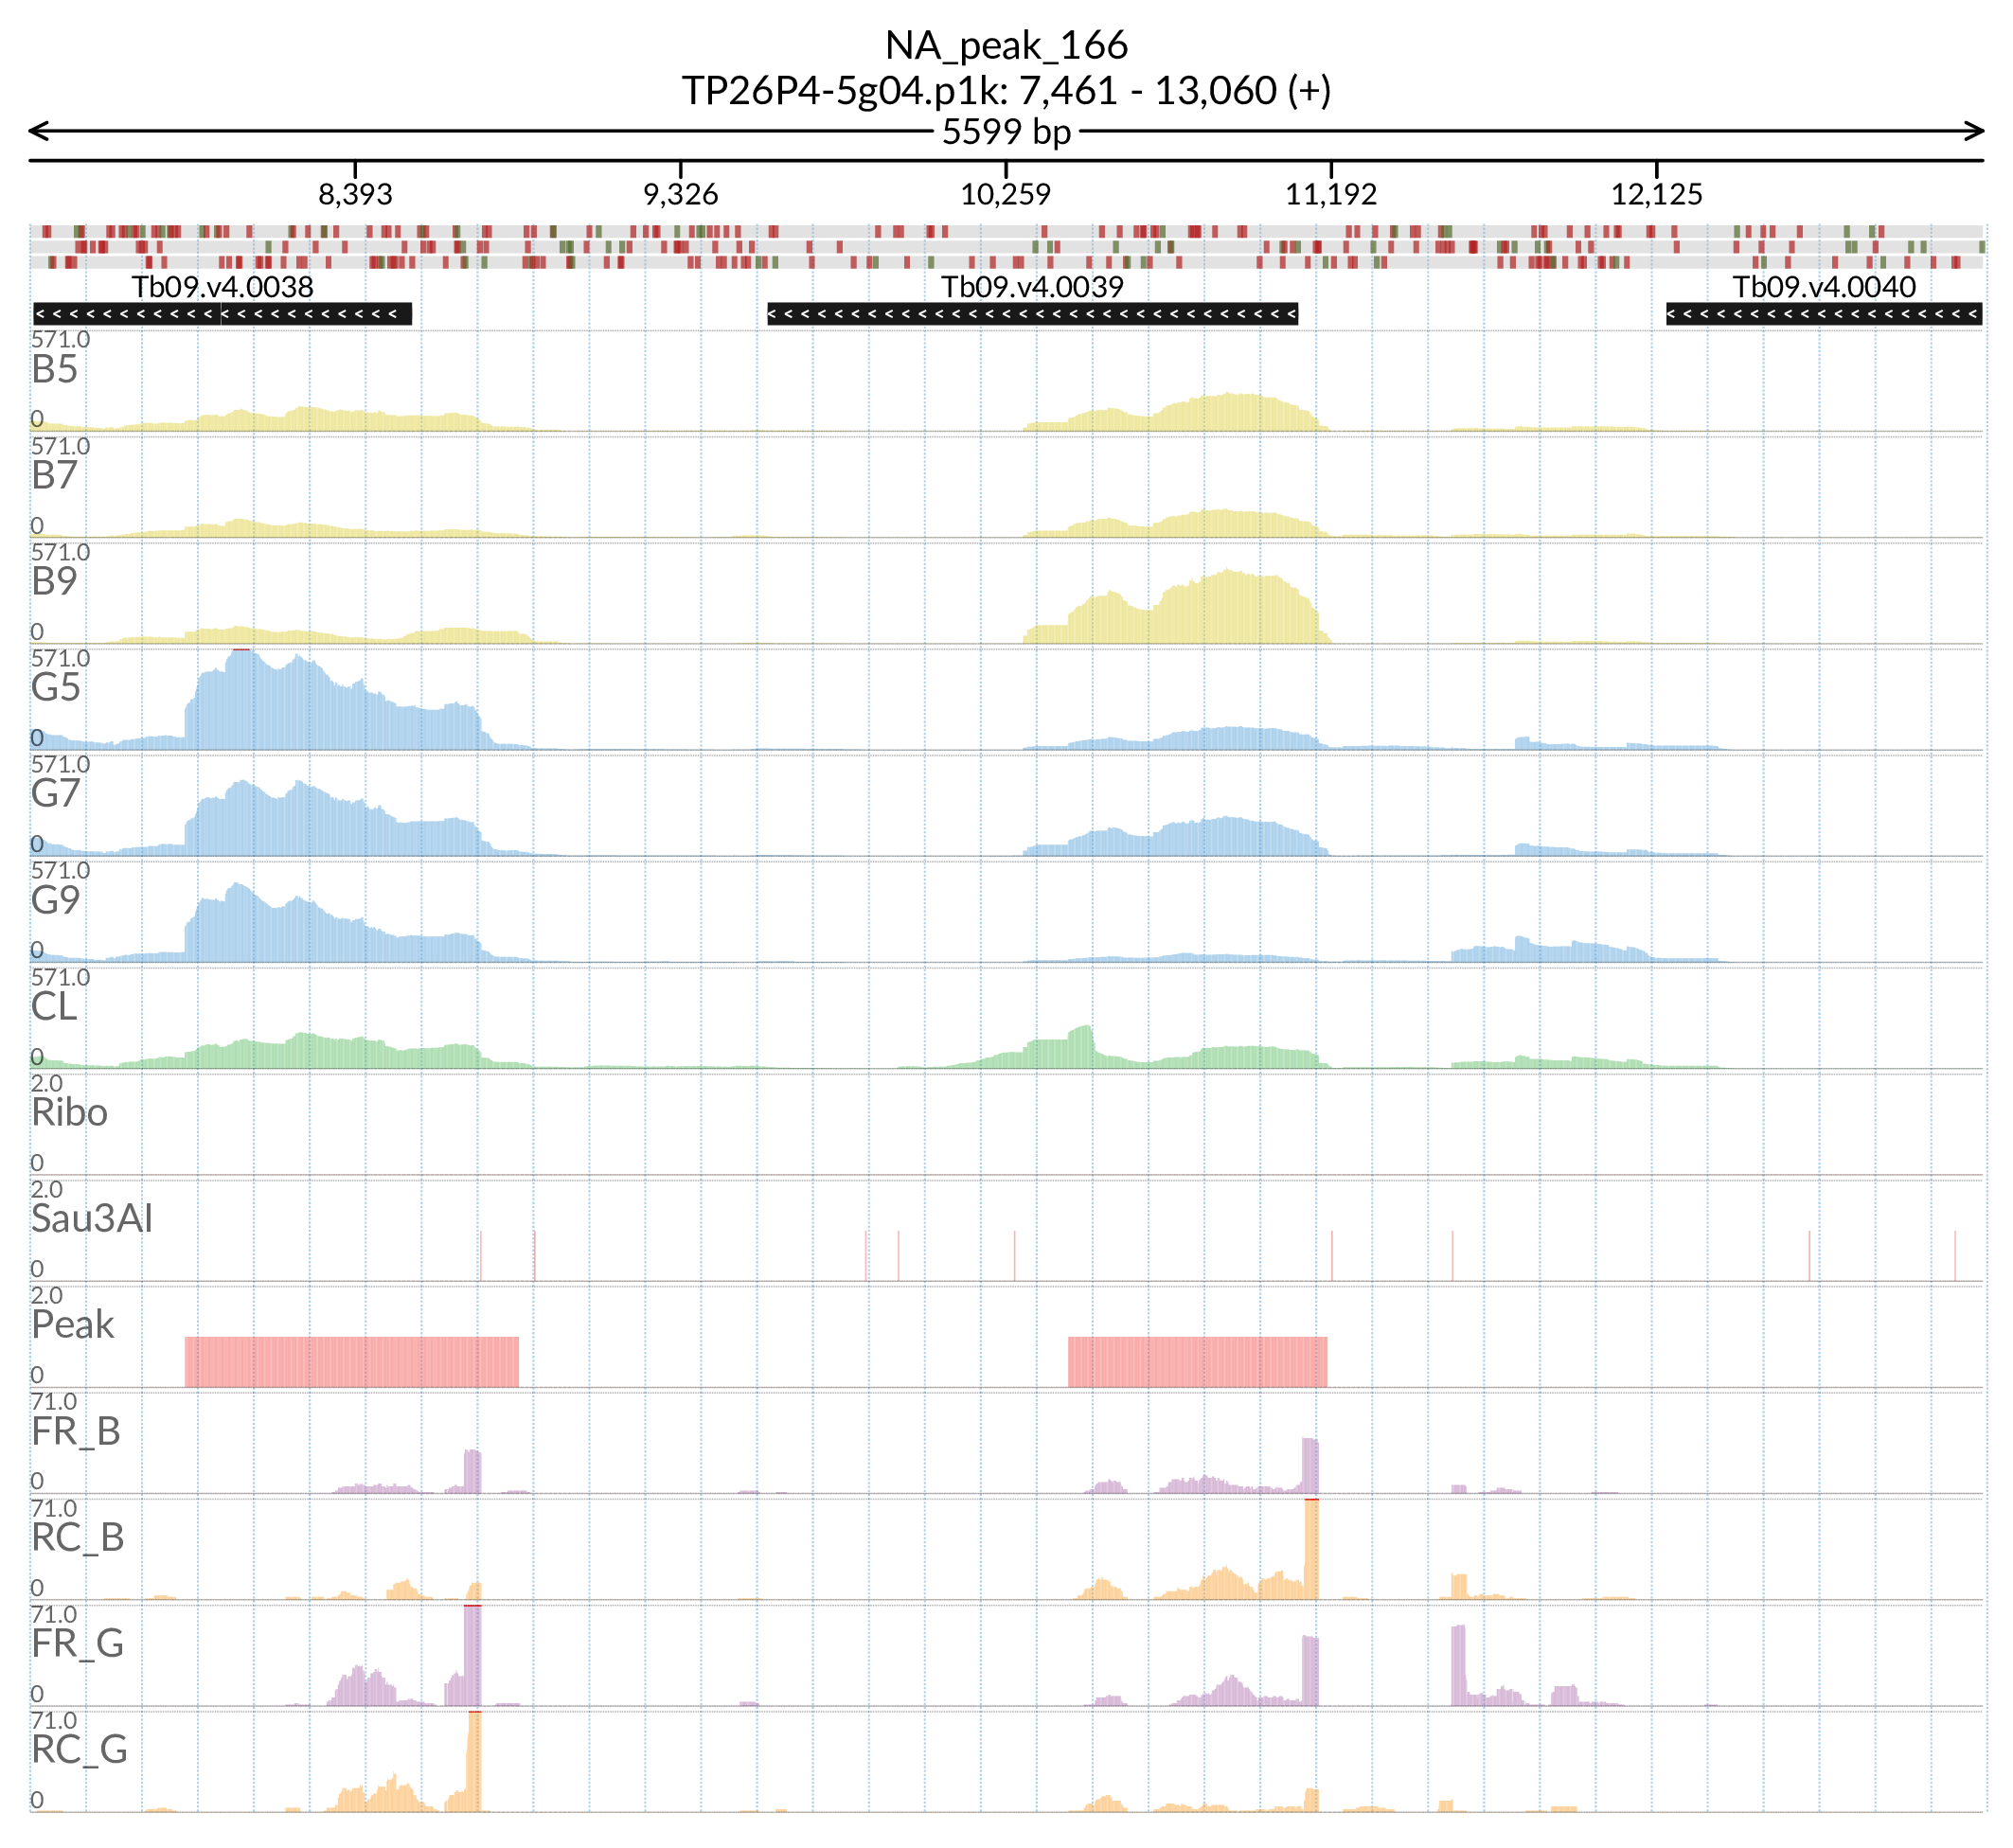 NA_peak_166
TP26P4-5g04.p1k: 7,461 - 13,060 (+)
5599 bp
8,393 9,326 10,259 11,192 12,125
Tb09.v4.0038 Tb09.v4.0039 Tb09.v4.0040
571.0
B5
0
571.0
B7
0
571.0
B9
0
571.0
G5
0
571.0
G7
0
571.0
G9
0
571.0
CL
0
2.0
Ribo
0
2.0
Sau3AI
0
2.0
Peak
0
71.0
FR_B
0
71.0
RC_B
0
71.0
FR_G
0
71.0
RC_G
0